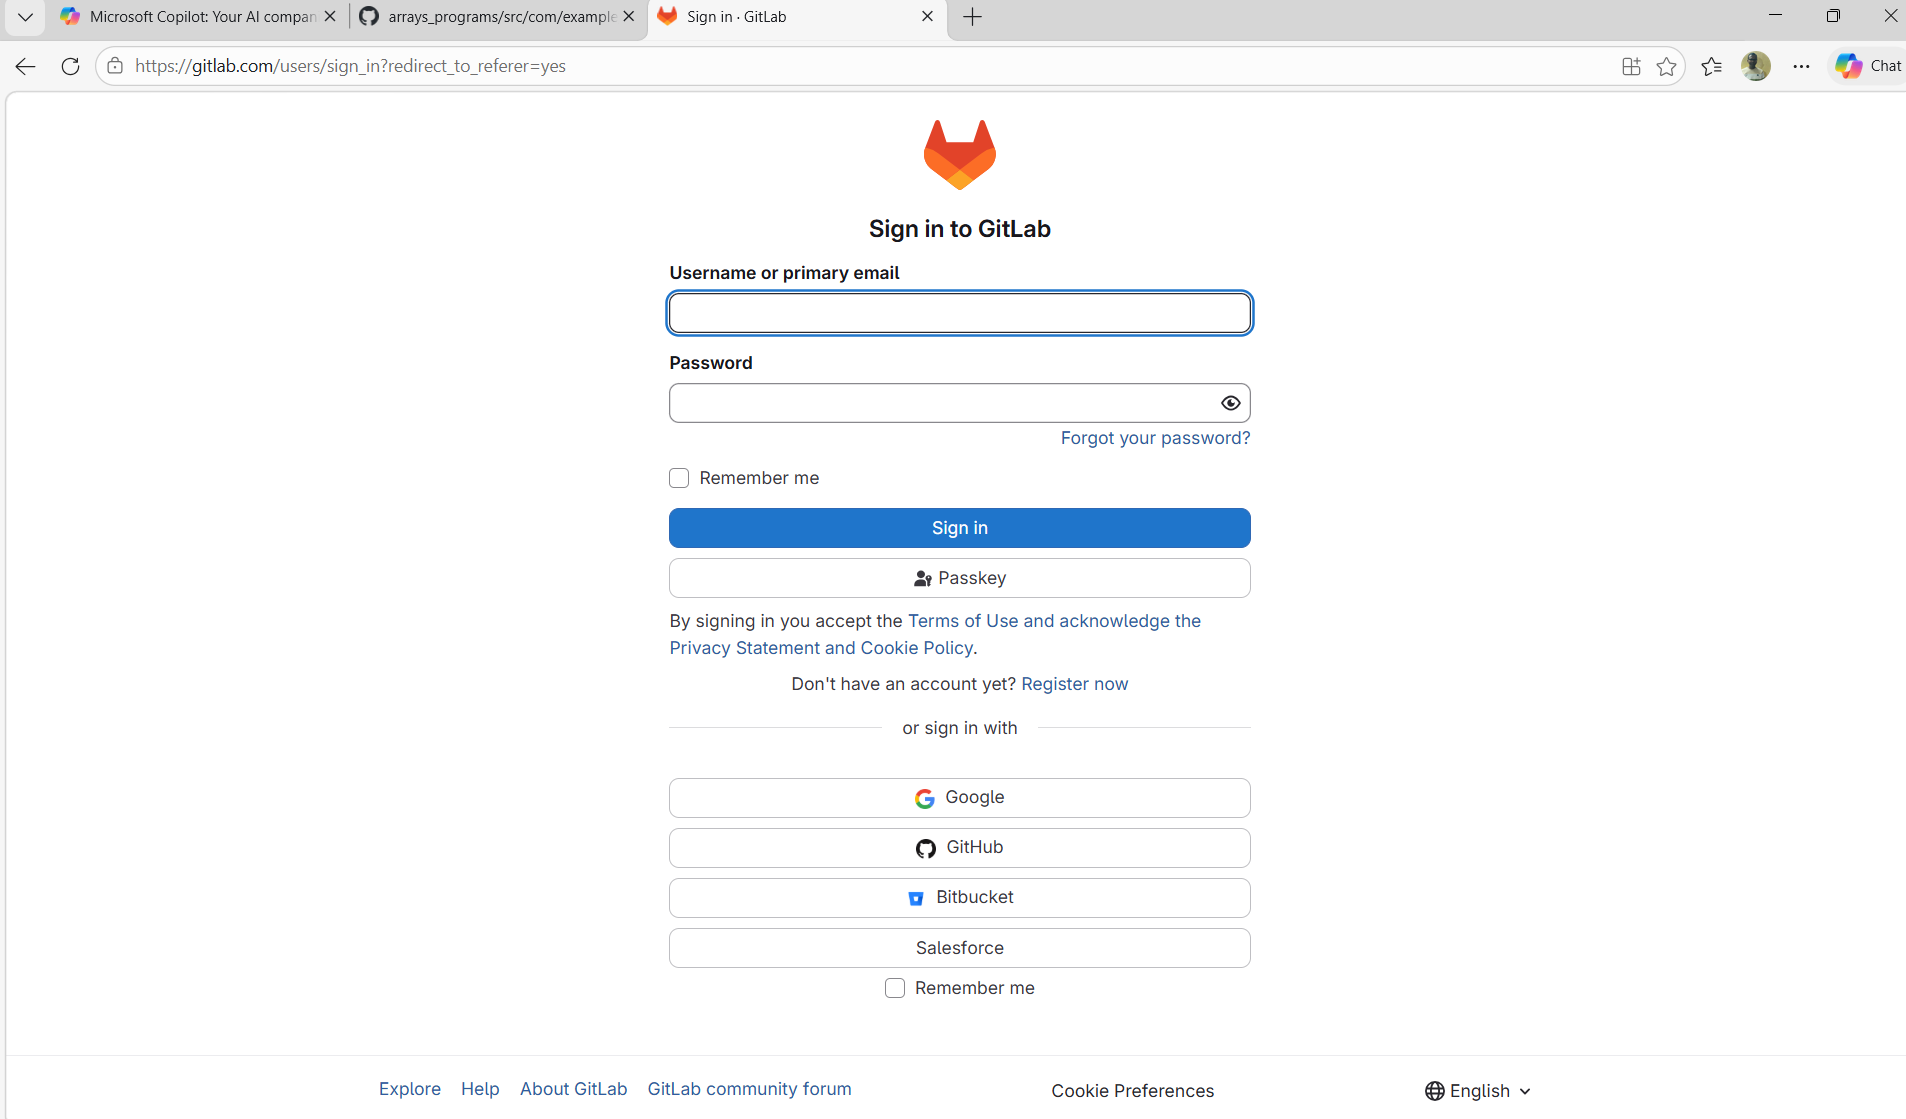 Microsoft Copilot: Your AI compan
arrays_programs/src/com/example
Sign in · GitLab
https://gitlab.com/users/sign_in?redirect_to_referer=yes
Chat
Sign in to GitLab
Username or primary email
Password
Forgot your password?
Remember me
Sign in
Passkey
By signing in you accept the Terms of Use and acknowledge the
Privacy Statement and Cookie Policy.
Don't have an account yet? Register now
or sign in with
Google
GitHub
Bitbucket
Salesforce
Remember me
Explore Help About GitLab GitLab community forum Cookie Preferences English